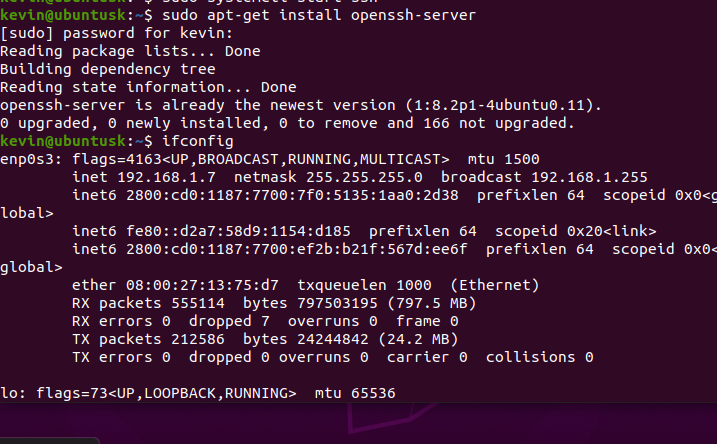 kevin@ubuntusk:~$ sudo systemctl start ssh
kevin@ubuntusk:~$ sudo apt-get install openssh-server
[sudo] password for kevin:
Reading package lists... Done
Building dependency tree
Reading state information... Done
openssh-server is already the newest version (1:8.2p1-4ubuntu0.11).
0 upgraded, 0 newly installed, 0 to remove and 166 not upgraded.
kevin@ubuntusk:~$ ifconfig
enp0s3: flags=4163<UP,BROADCAST,RUNNING,MULTICAST>  mtu 1500
        inet 192.168.1.7  netmask 255.255.255.0  broadcast 192.168.1.255
        inet6 2800:cd0:1187:7700:7f0:5135:1aa0:2d38  prefixlen 64  scopeid 0x0<g
lobal>
        inet6 fe80::d2a7:58d9:1154:d185  prefixlen 64  scopeid 0x20<link>
        inet6 2800:cd0:1187:7700:ef2b:b21f:567d:ee6f  prefixlen 64  scopeid 0x0<
global>
        ether 08:00:27:13:75:d7  txqueuelen 1000  (Ethernet)
        RX packets 555114  bytes 797503195 (797.5 MB)
        RX errors 0  dropped 7  overruns 0  frame 0
        TX packets 212586  bytes 24244842 (24.2 MB)
        TX errors 0  dropped 0 overruns 0  carrier 0  collisions 0

lo: flags=73<UP,LOOPBACK,RUNNING>  mtu 65536